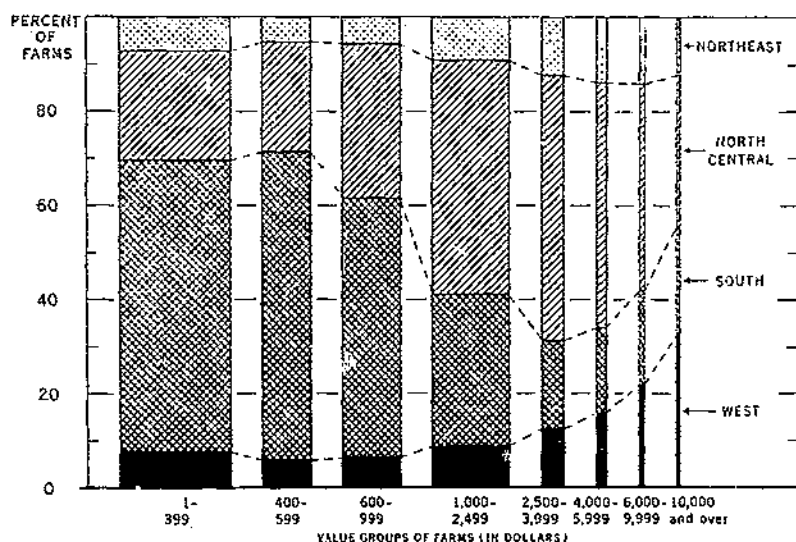 PERCENT
OF
FARMS
80
60
40
20
0
NORTHEAST
NORTH
CENTRAL
SOUTH
WEST
1-
399
400-
599
600-
999
1,000-
2,499
2,500-
3,999
4,000-
5,999
6,000-
9,999
10,000
and over
VALUE GROUPS OF FARMS (IN DOLLARS)